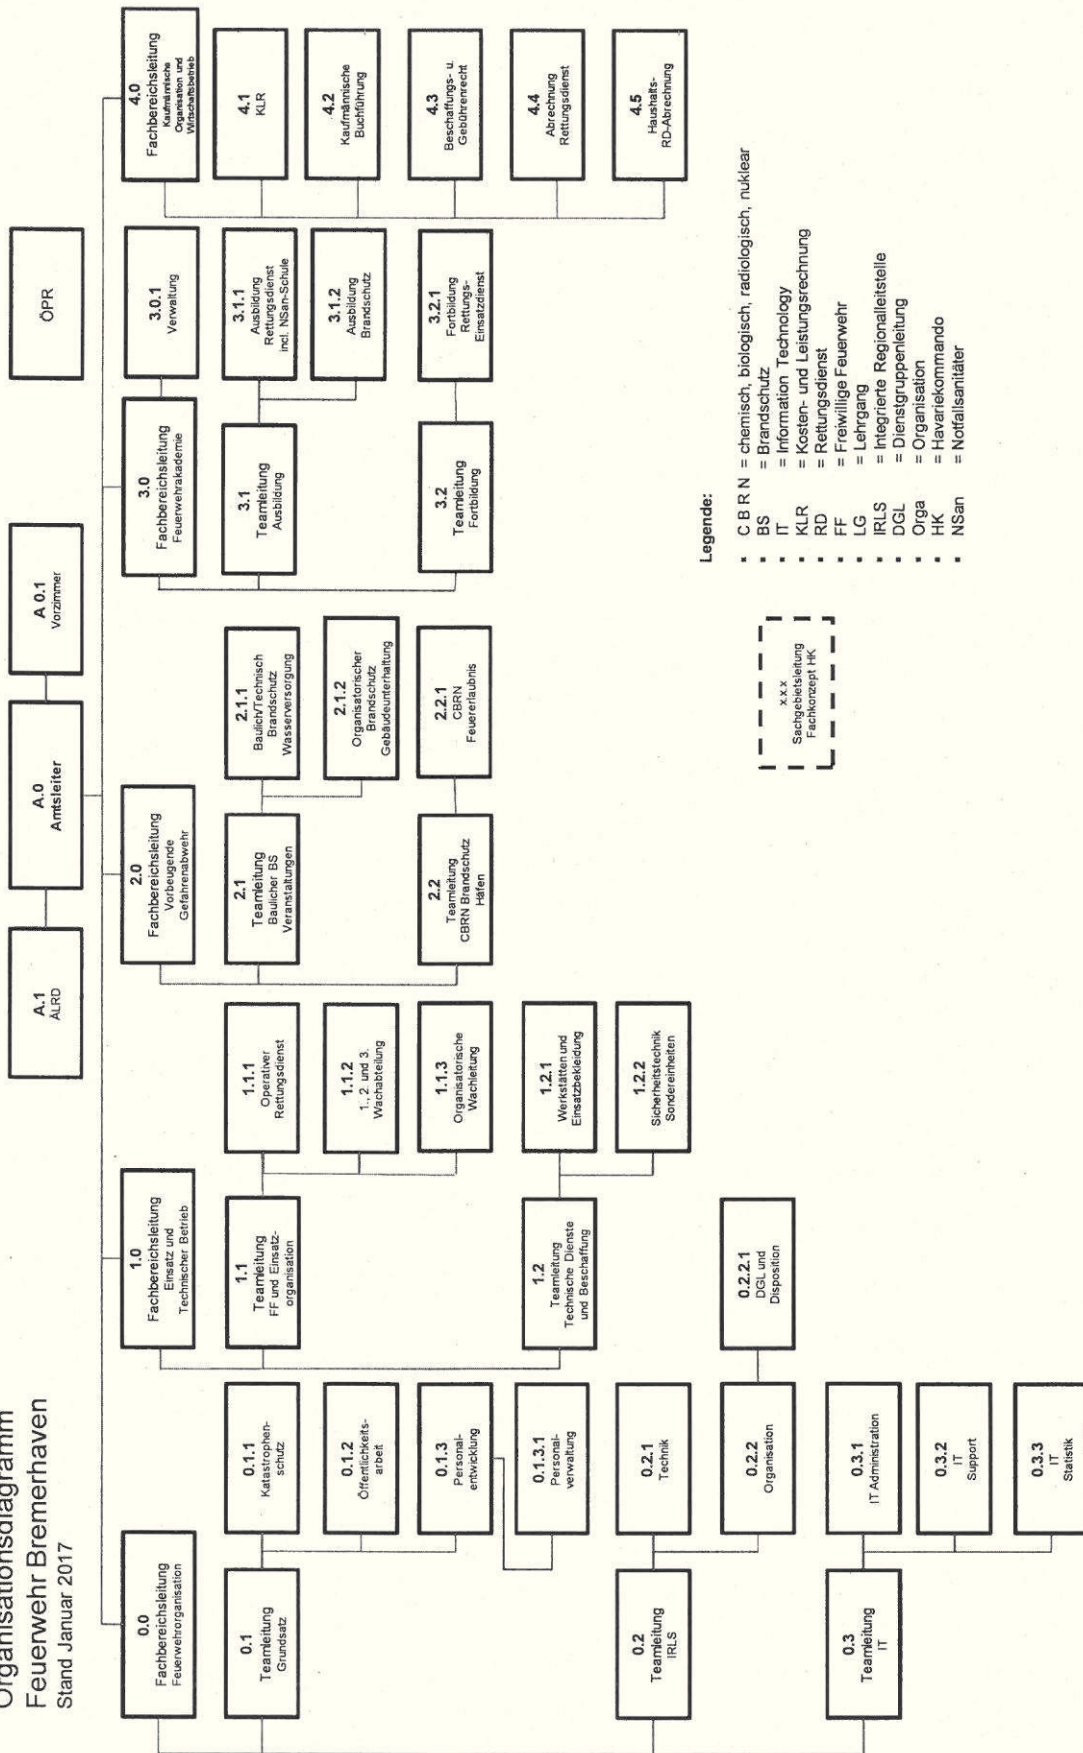 Organisationsdiagramm
Feuerwehr Bremerhaven
Stand Januar 2017
A.1
ÄLRD
A.0
Amtsleiter
A 0.1
Vorzimmer
ÖPR
0.0
Fachbereichsleitung
Feuerwehrorganisation
0.1
Teamleitung
Grundsatz
0.1.1
Katastrophen-
schutz
0.1.2
Öffentlichkeits-
arbeit
0.1.3
Personal-
entwicklung
0.1.3.1
Personal-
verwaltung
0.2
Teamleitung
IRLS
0.2.1
Technik
0.2.2
Organisation
0.2.2.1
DGL und
Disposition
0.3
Teamleitung
IT
0.3.1
IT Administration
0.3.2
IT
Support
0.3.3
IT
Statistik
1.0
Fachbereichsleitung
Einsatz und
Technischer Betrieb
1.1
Teamleitung
FF und Einsatz-
organisation
1.1.1
Operativer
Rettungsdienst
1.1.2
1., 2. und 3.
Wachabteilung
1.1.3
Organisatorische
Wachleitung
1.2
Teamleitung
Technische Dienste
und Beschaffung
1.2.1
Werkstätten und
Einsatzbekleidung
1.2.2
Sicherheitstechnik
Sondereinheiten
2.0
Fachbereichsleitung
Vorbeugende
Gefahrenabwehr
2.1
Teamleitung
Baulicher BS
Veranstaltungen
2.1.1
Baulich/Technisch
Brandschutz
Wasserversorgung
2.1.2
Organisatorischer
Brandschutz
Gebäudeunterhaltung
2.2
Teamleitung
CBRN Brandschutz
Häfen
2.2.1
CBRN
Feuererlaubnis
3.0
Fachbereichsleitung
Feuerwehrakademie
3.0.1
Verwaltung
3.1
Teamleitung
Ausbildung
3.1.1
Ausbildung
Rettungsdienst
incl. NSan-Schule
3.1.2
Ausbildung
Brandschutz
3.2
Teamleitung
Fortbildung
3.2.1
Fortbildung
Rettungs-
Einsatzdienst
4.0
Fachbereichsleitung
Kaufmännische
Organisation und
Wirtschaftsbetrieb
4.1
KLR
4.2
Kaufmännische
Buchführung
4.3
Beschaffungs- u.
Gebührenrecht
4.4
Abrechnung
Rettungsdienst
4.5
Haushalts-
RD-Abrechnung
x.x.x
Sachgebietsleitung
Fachkonzept HK
Legende:
▪ C B R N = chemisch, biologisch, radiologisch, nuklear
▪ BS = Brandschutz
▪ IT = Information Technology
▪ KLR = Kosten- und Leistungsrechnung
▪ RD = Rettungsdienst
▪ FF = Freiwillige Feuerwehr
▪ LG = Lehrgang
▪ IRLS = Integrierte Regionalleitstelle
▪ DGL = Dienstgruppenleitung
▪ Orga = Organisation
▪ HK = Havariekommando
▪ NSan = Notfallsanitäter